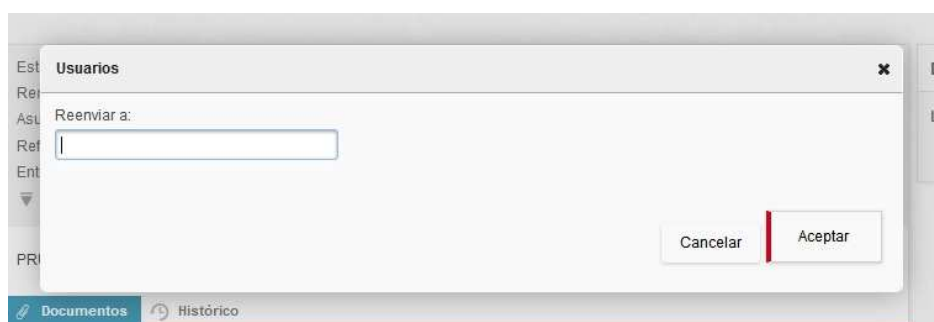 Usuarios
Reenviar a:
Cancelar
Aceptar
Documentos
Histórico